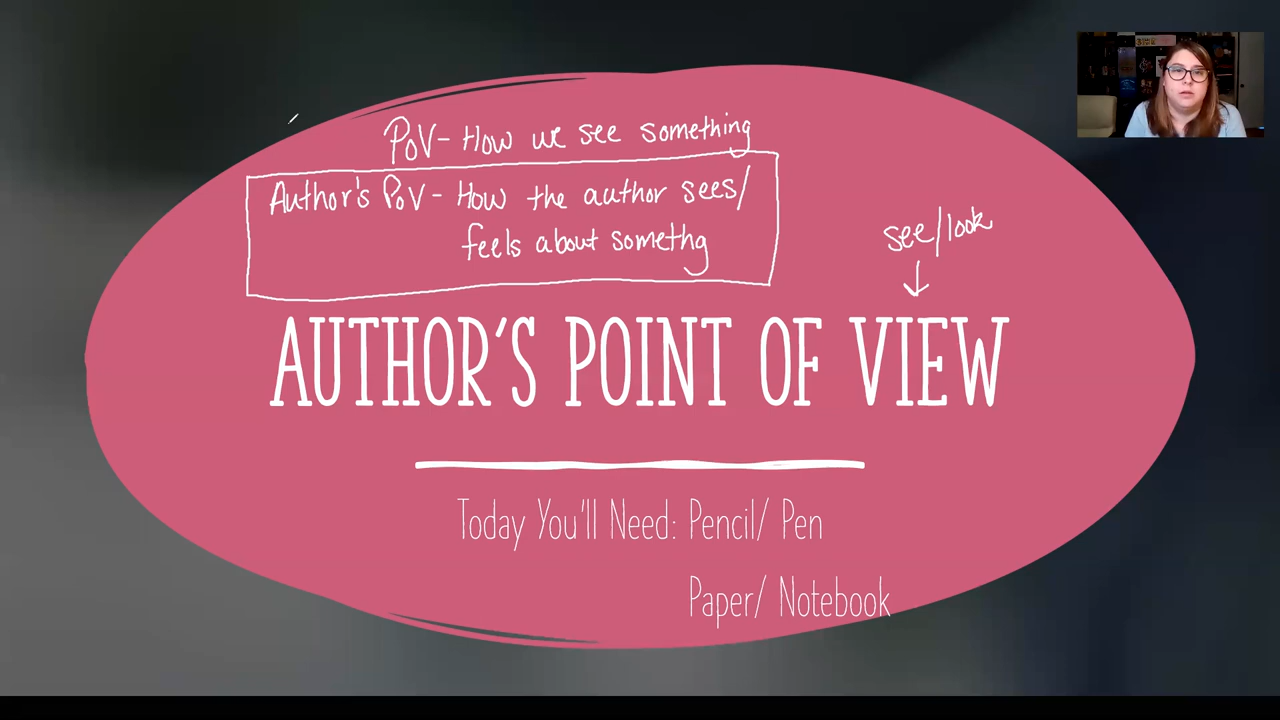 PoV- How we see something
Author's PoV - How the author sees/
feels about somethg
see/look
AUTHOR'S POINT OF VIEW
Today You'll Need: Pencil/ Pen
Paper/ Notebook